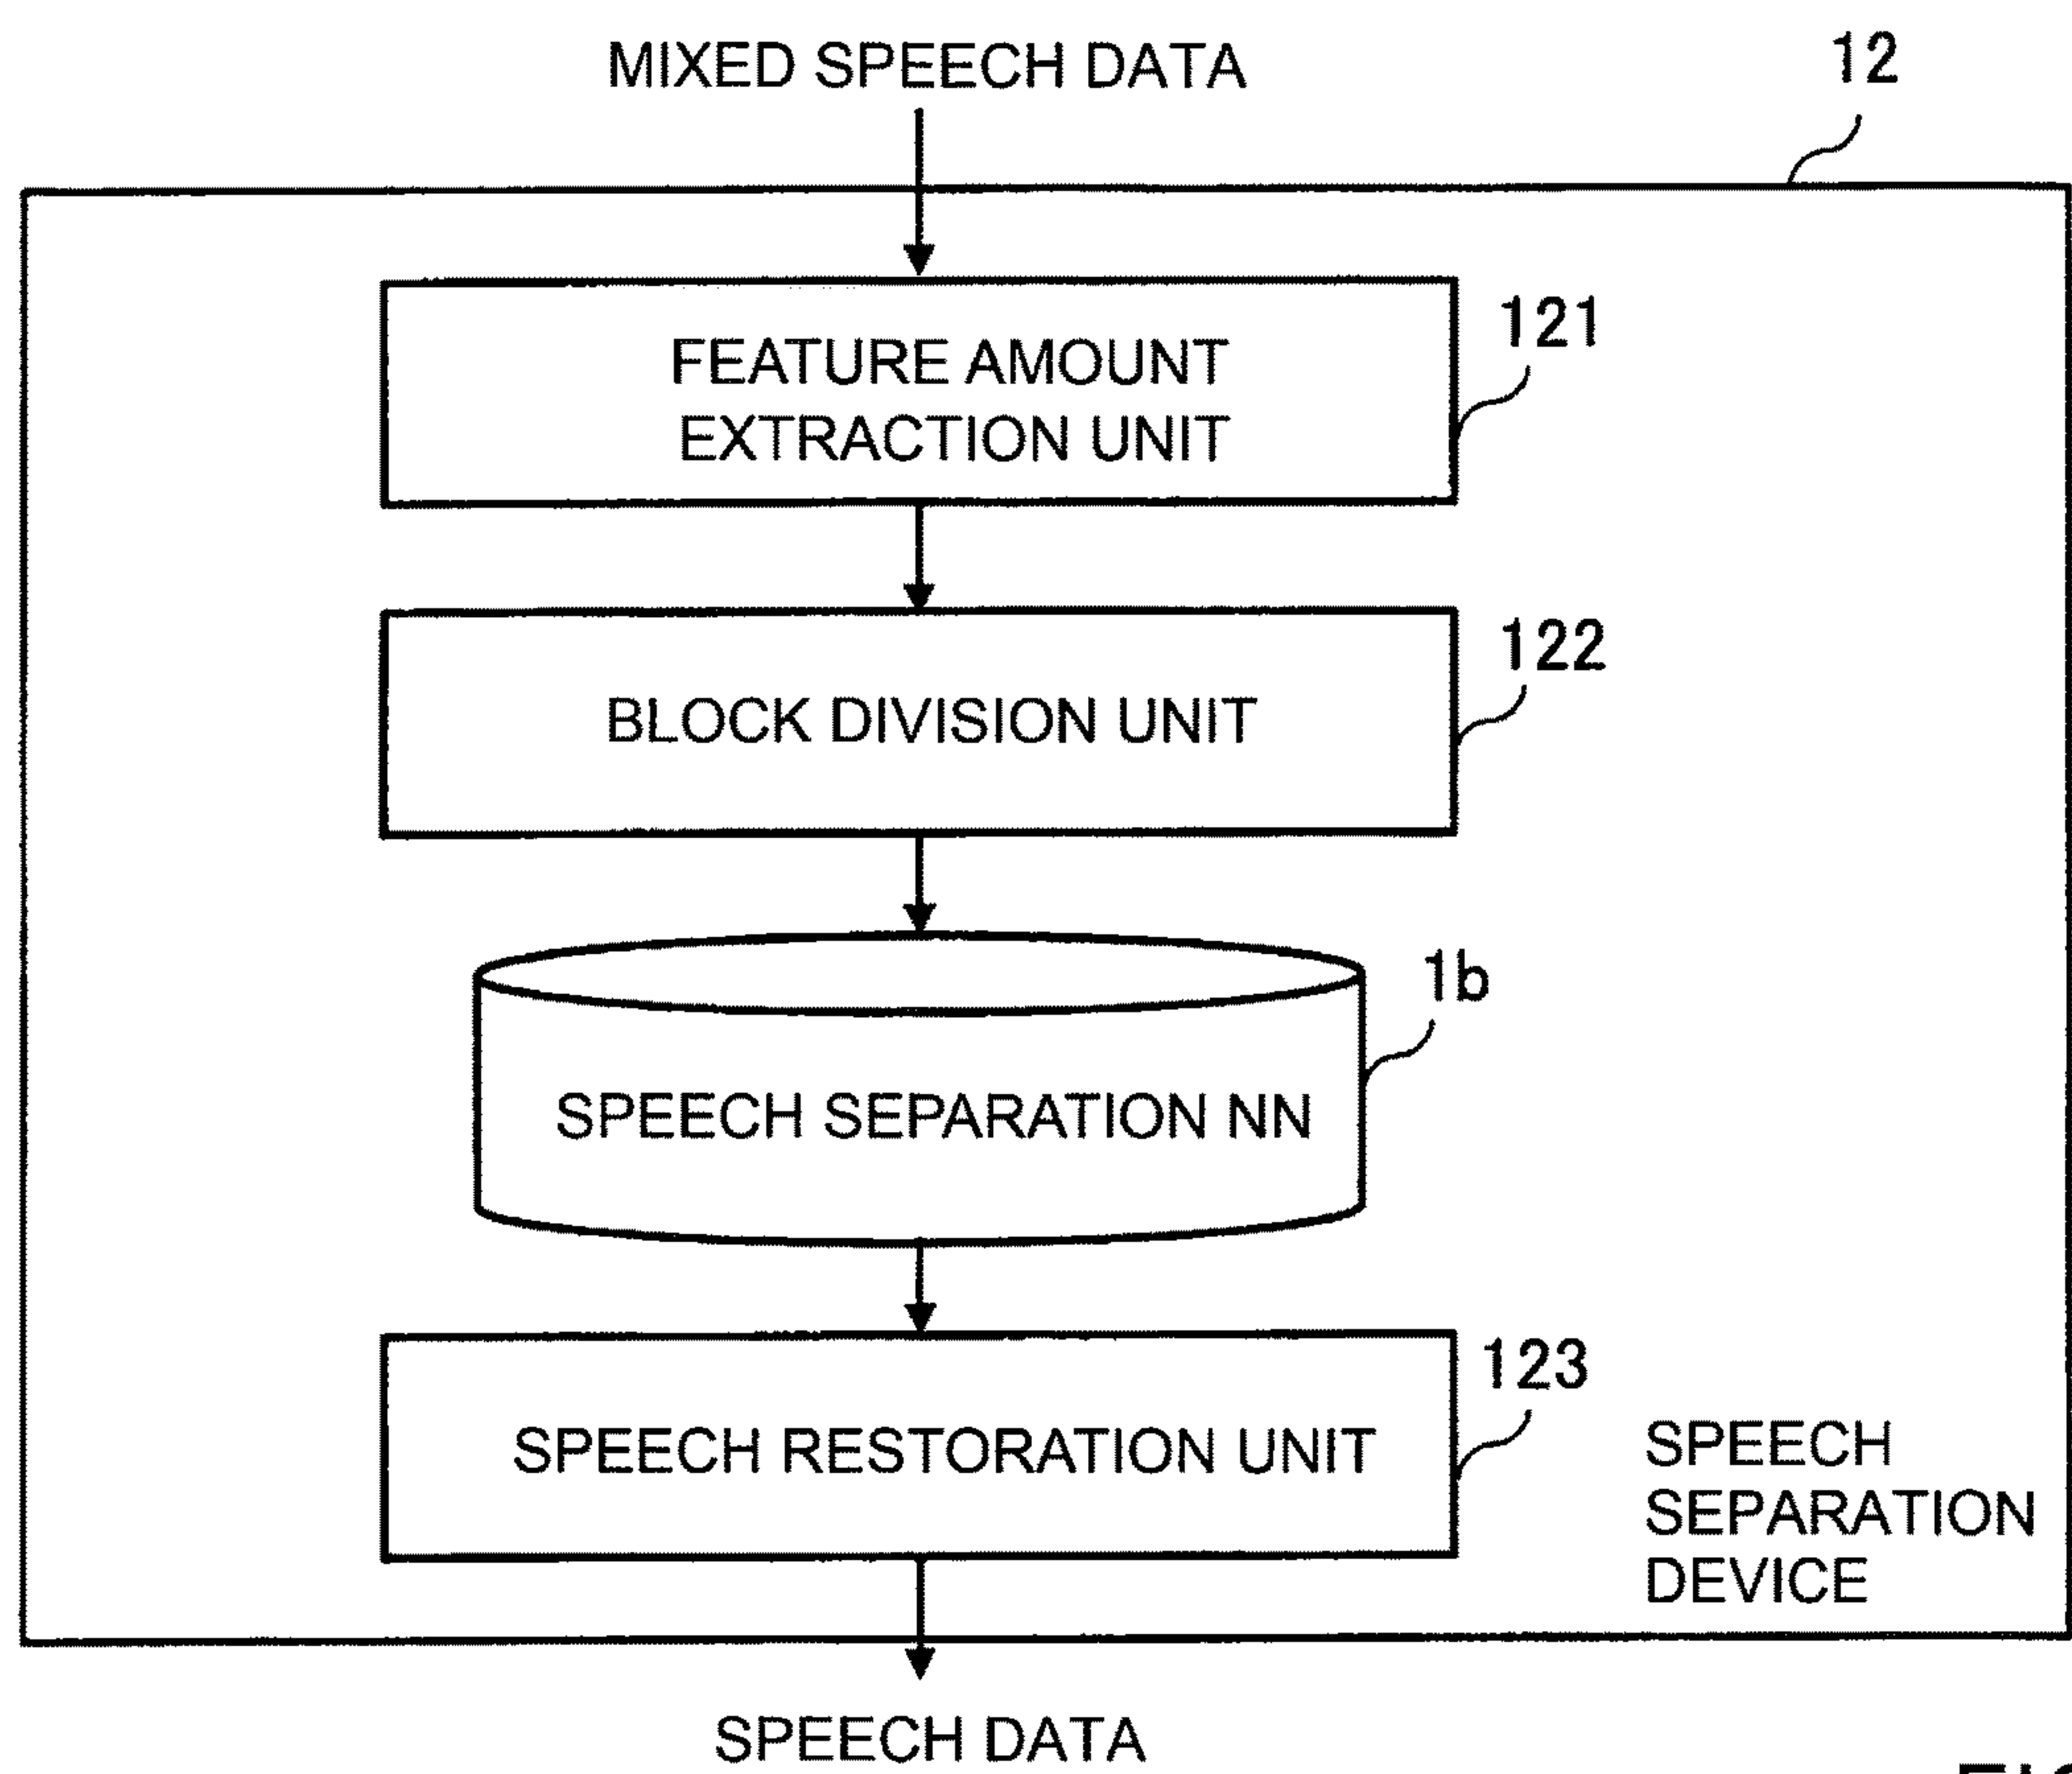 MIXED SPEECH DATA
12
FEATURE AMOUNT
EXTRACTION UNIT
121
BLOCK DIVISION UNIT
122
SPEECH SEPARATION NN
1b
SPEECH RESTORATION UNIT
123
SPEECH
SEPARATION
DEVICE
SPEECH DATA